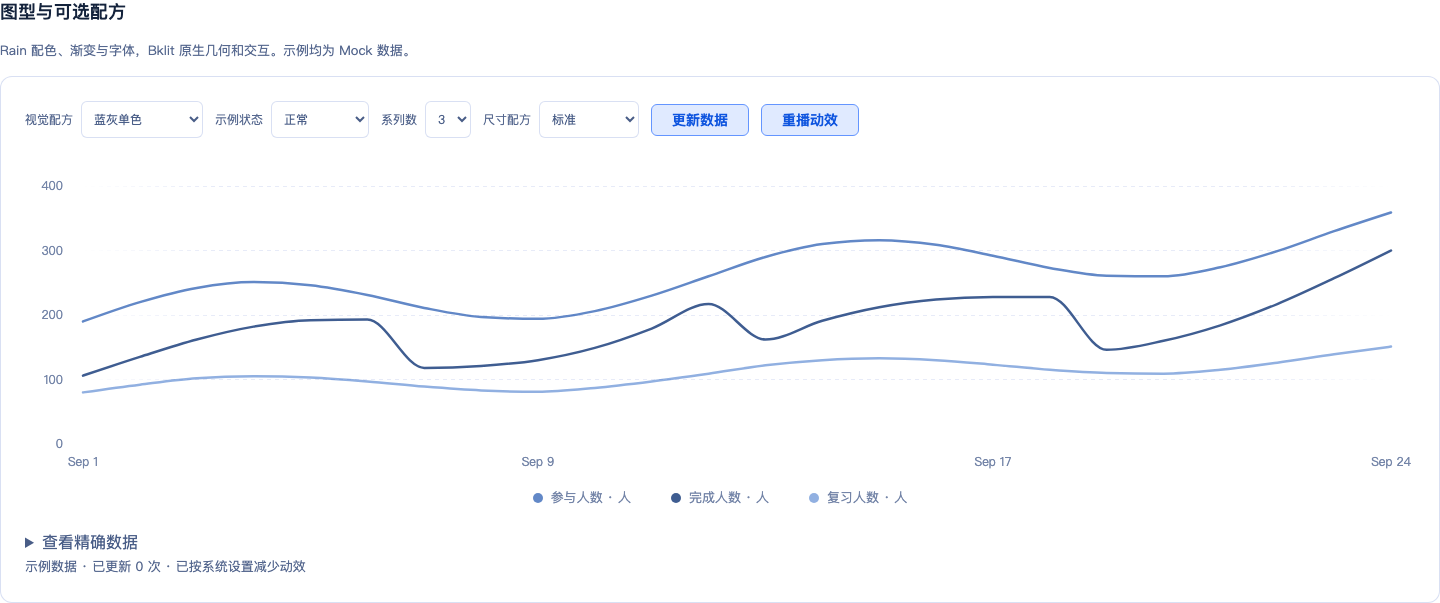 图型与可选配方
Rain 配色、渐变与字体，Bklit 原生几何和交互。示例均为 Mock 数据。
视觉配方 蓝灰单色 示例状态 正常 系列数 3 尺寸配方 标准 更新数据 重播动效
400
300
200
100
0
Sep 1 Sep 9 Sep 17 Sep 24
参与人数 · 人 完成人数 · 人 复习人数 · 人
查看精确数据
示例数据 · 已更新 0 次 · 已按系统设置减少动效